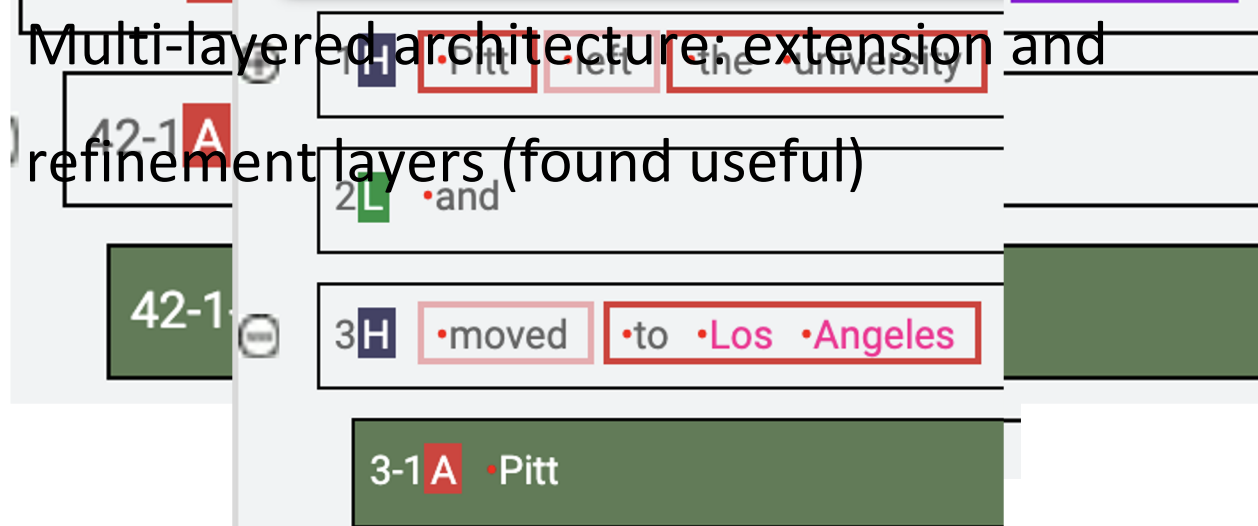 Multi-layered architecture: extension and
refinement layers (found useful)
1 H •Pitt •left •the •university
42-1 A
2 L •and
42-1-
3 H •moved •to •Los •Angeles
3-1 A •Pitt